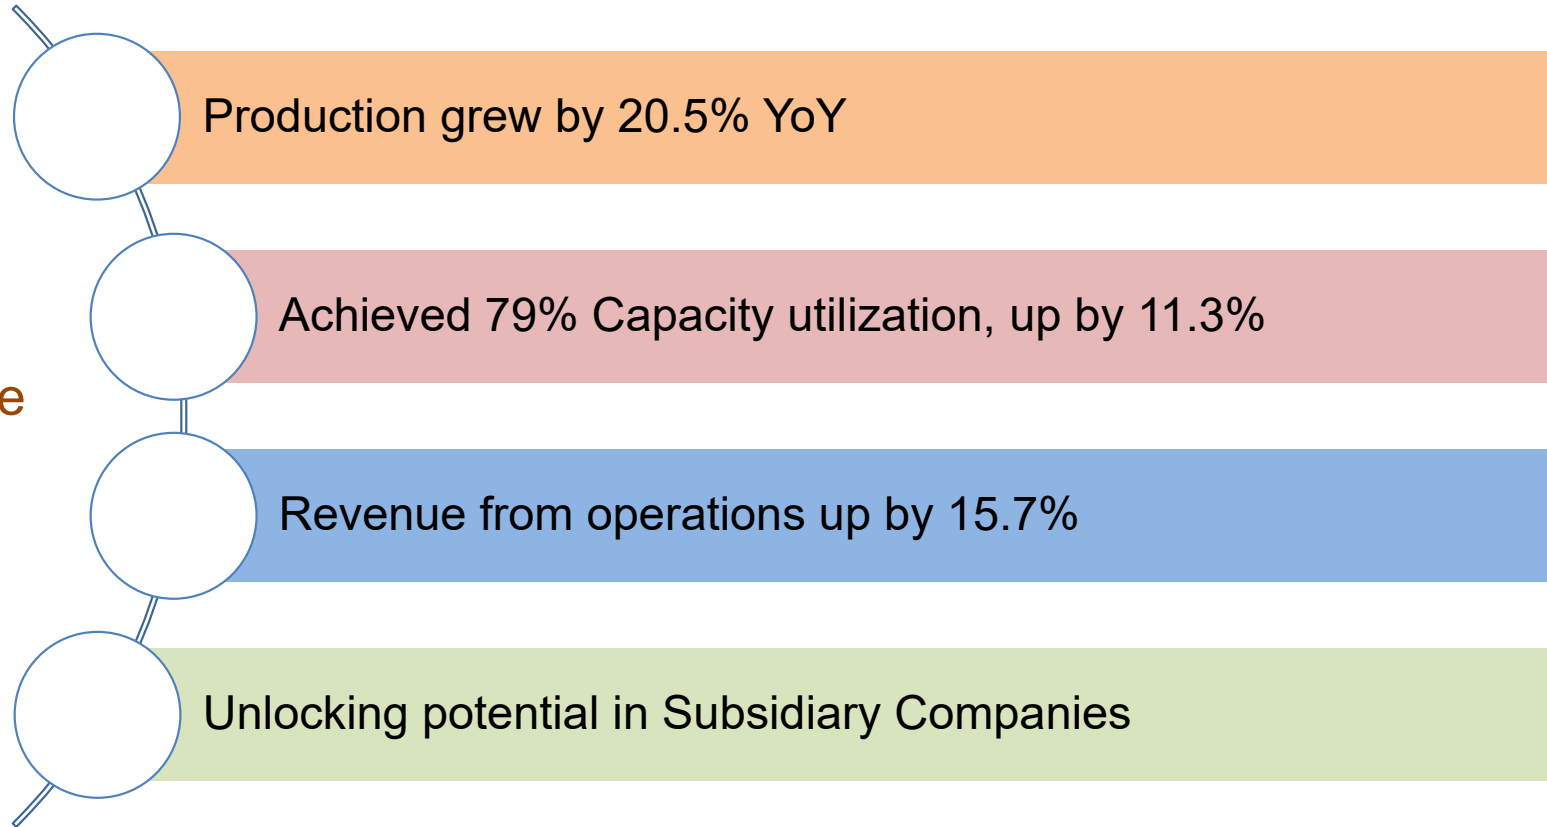 Production grew by 20.5% YoY
Achieved 79% Capacity utilization, up by 11.3%
e
Revenue from operations up by 15.7%
Unlocking potential in Subsidiary Companies